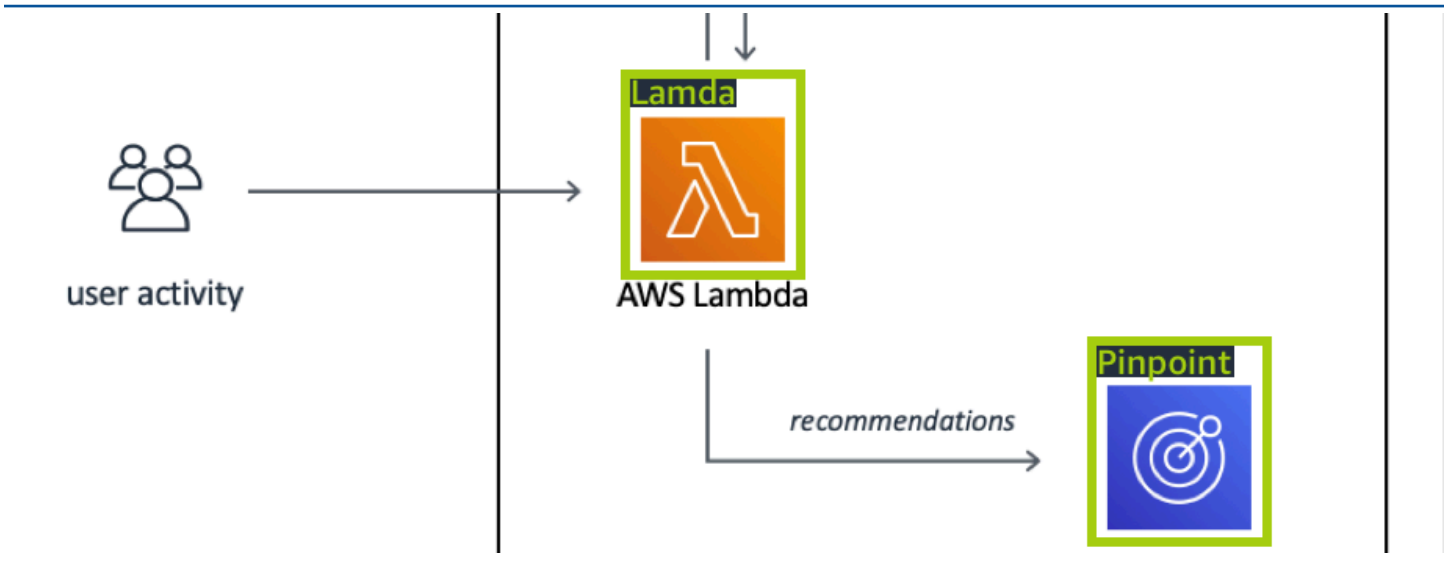 Lamda
user activity
AWS Lambda
Pinpoint
recommendations